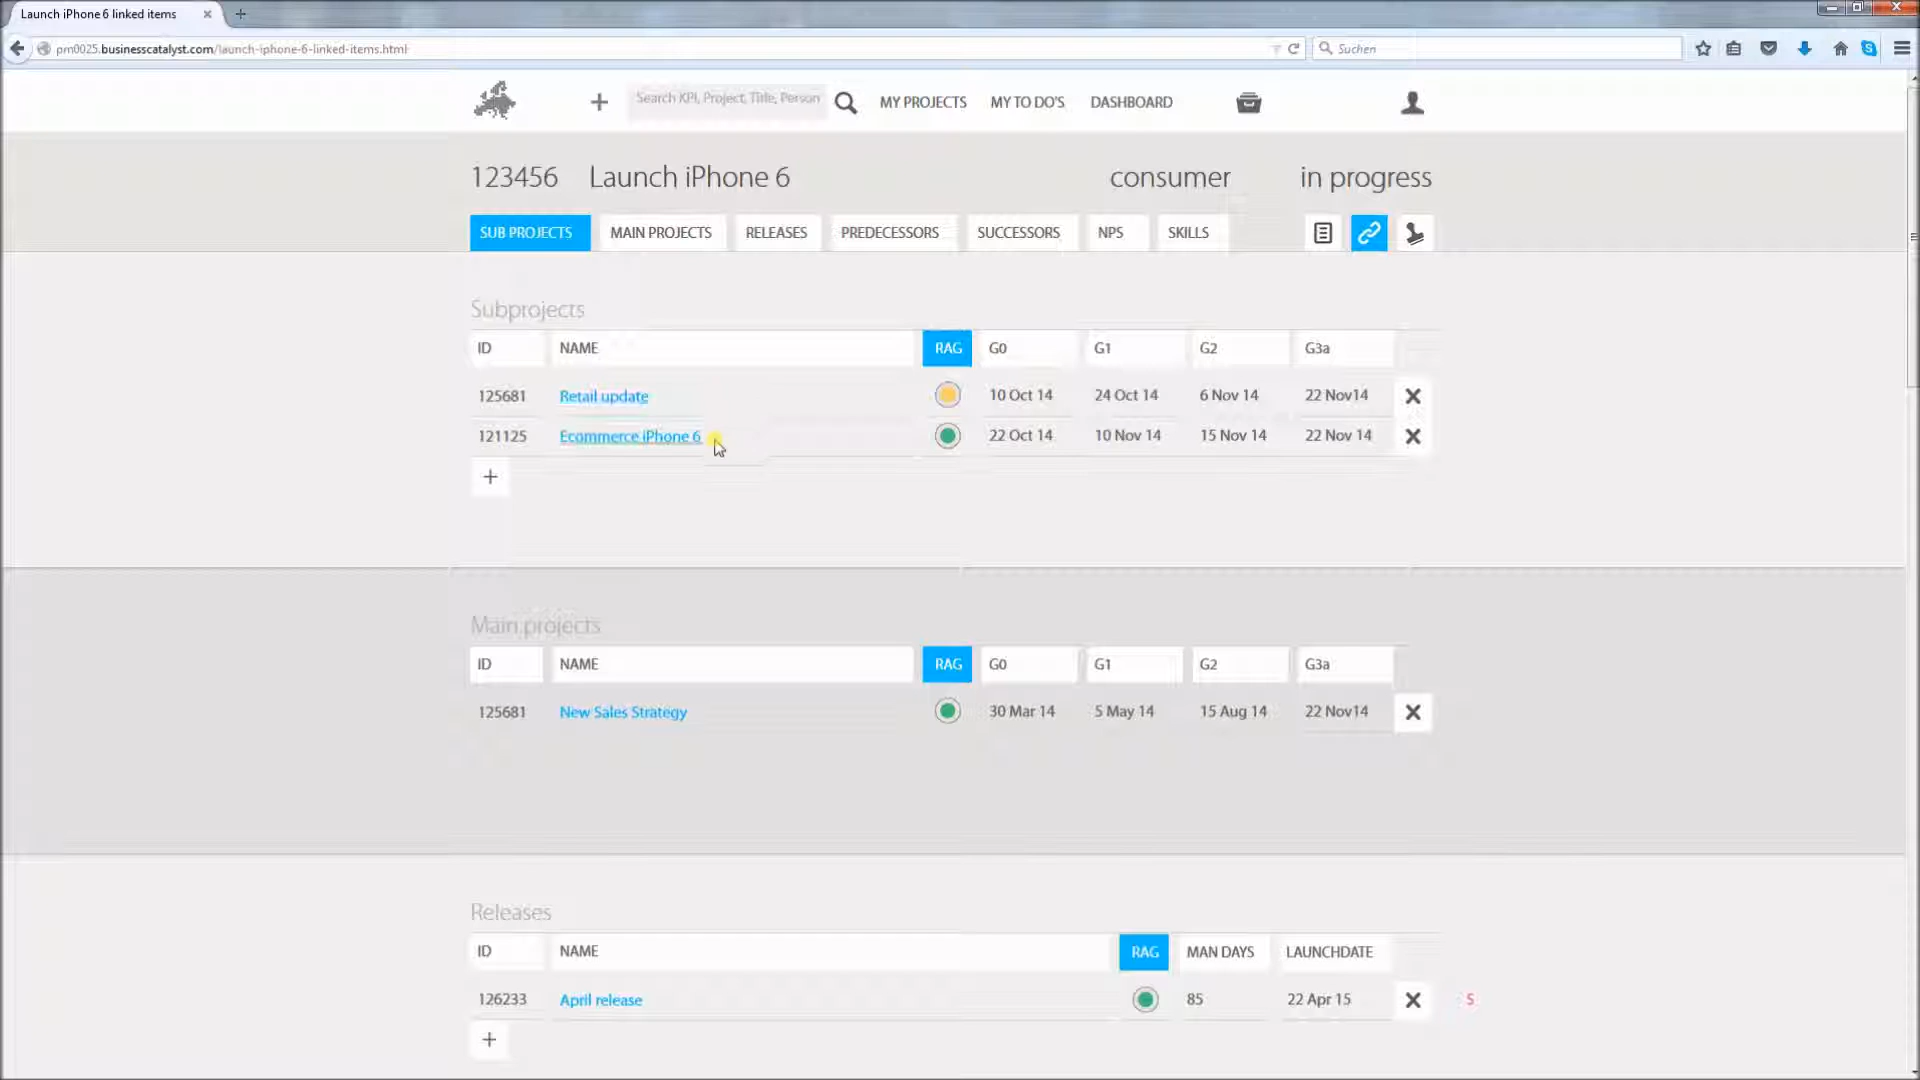 Launch iPhone 6 linked items
pm0025.businesscatalyst.com/launch-iphone-6-linked-items.html
Suchen
Search KPI, Project, Title, Person
MY PROJECTS
MY TO DO'S
DASHBOARD
123456 Launch iPhone 6 consumer in progress
SUB PROJECTS MAIN PROJECTS RELEASES PREDECESSORS SUCCESSORS NPS SKILLS
Subprojects
ID NAME RAG G0 G1 G2 G3a
125681 Retail update 10 Oct 14 24 Oct 14 6 Nov 14 22 Nov14
121125 Ecommerce iPhone 6 22 Oct 14 10 Nov 14 15 Nov 14 22 Nov 14
Main projects
ID NAME RAG G0 G1 G2 G3a
125681 New Sales Strategy 30 Mar 14 5 May 14 15 Aug 14 22 Nov14
Releases
ID NAME RAG MAN DAYS LAUNCHDATE
126233 April release 85 22 Apr 15 S